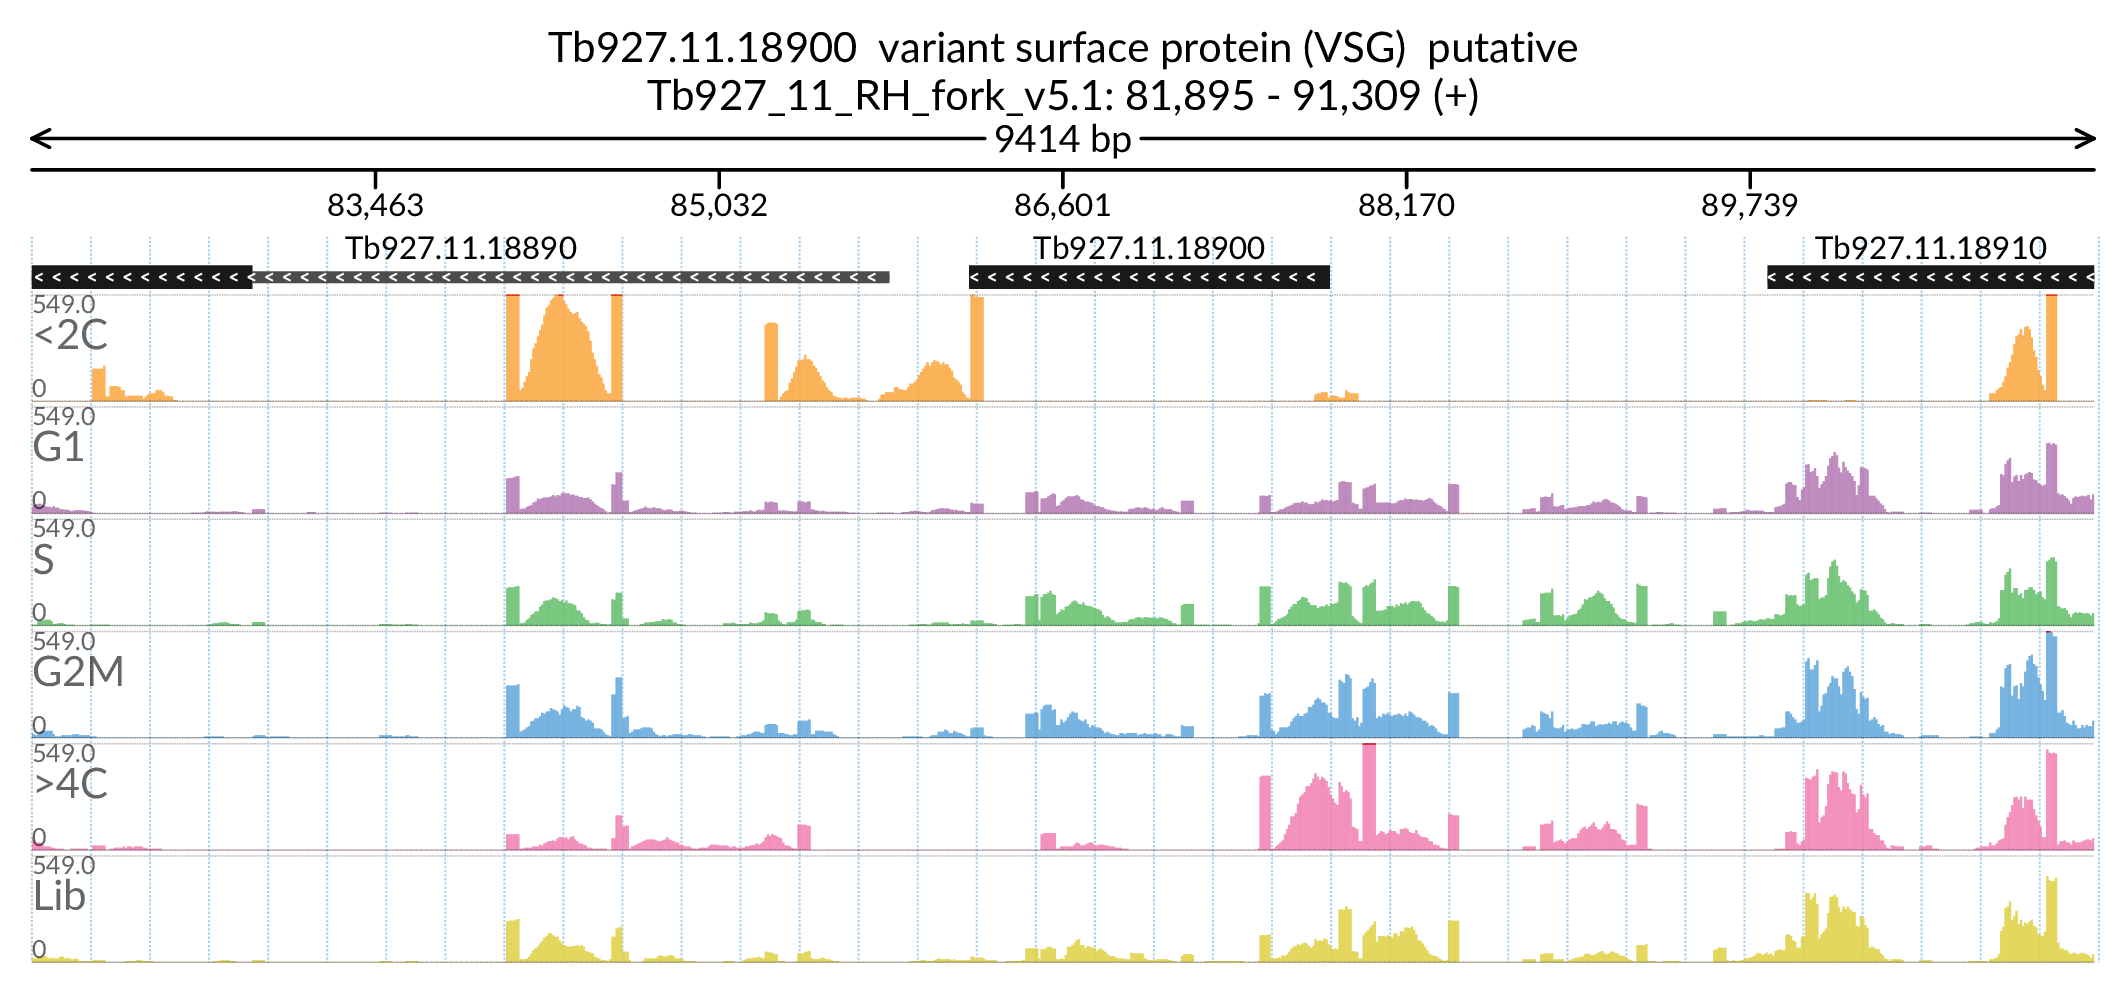 Tb927.11.18900 variant surface protein (VSG) putative
Tb927_11_RH_fork_v5.1: 81,895 - 91,309 (+)
9414 bp
83,463 85,032 86,601 88,170 89,739
Tb927.11.18890 Tb927.11.18900 Tb927.11.18910
549.0
<2C
0
549.0
G1
0
549.0
S
0
549.0
G2M
0
549.0
>4C
0
549.0
Lib
0